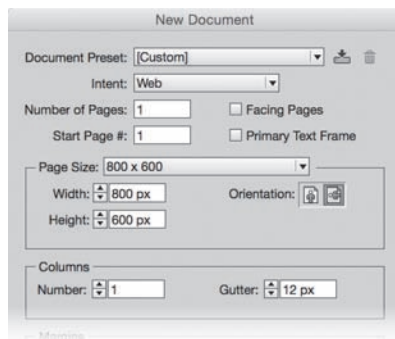 New Document
Document Preset: [Custom]
Intent: Web
Number of Pages: 1 Facing Pages
Start Page #: 1 Primary Text Frame
Page Size: 800 x 600
Width: 800 px Orientation:
Height: 600 px
Columns
Number: 1 Gutter: 12 px
Margins